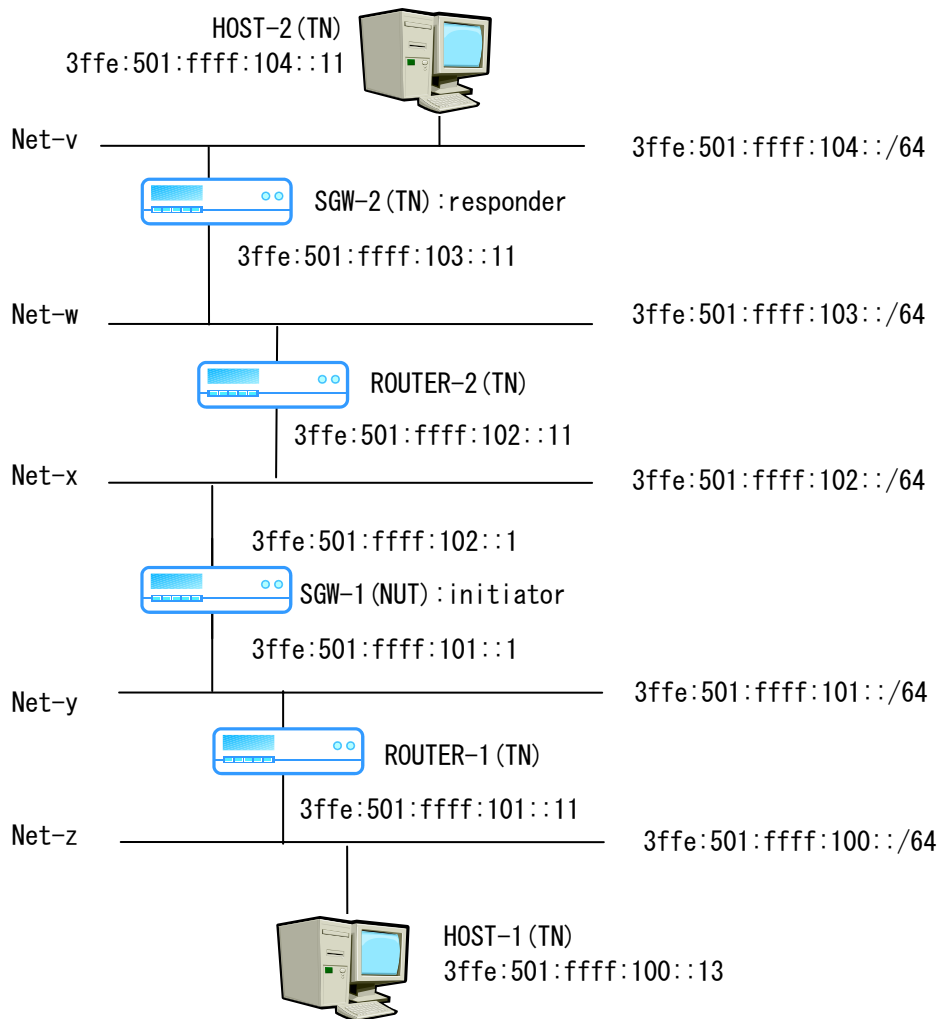 HOST-2(TN)
3ffe:501:ffff:104::11
Net-v
3ffe:501:ffff:104::/64
SGW-2(TN):responder
3ffe:501:ffff:103::11
Net-w
3ffe:501:ffff:103::/64
ROUTER-2(TN)
3ffe:501:ffff:102::11
Net-x
3ffe:501:ffff:102::/64
3ffe:501:ffff:102::1
SGW-1(NUT):initiator
3ffe:501:ffff:101::1
Net-y
3ffe:501:ffff:101::/64
ROUTER-1(TN)
3ffe:501:ffff:101::11
Net-z
3ffe:501:ffff:100::/64
HOST-1(TN)
3ffe:501:ffff:100::13